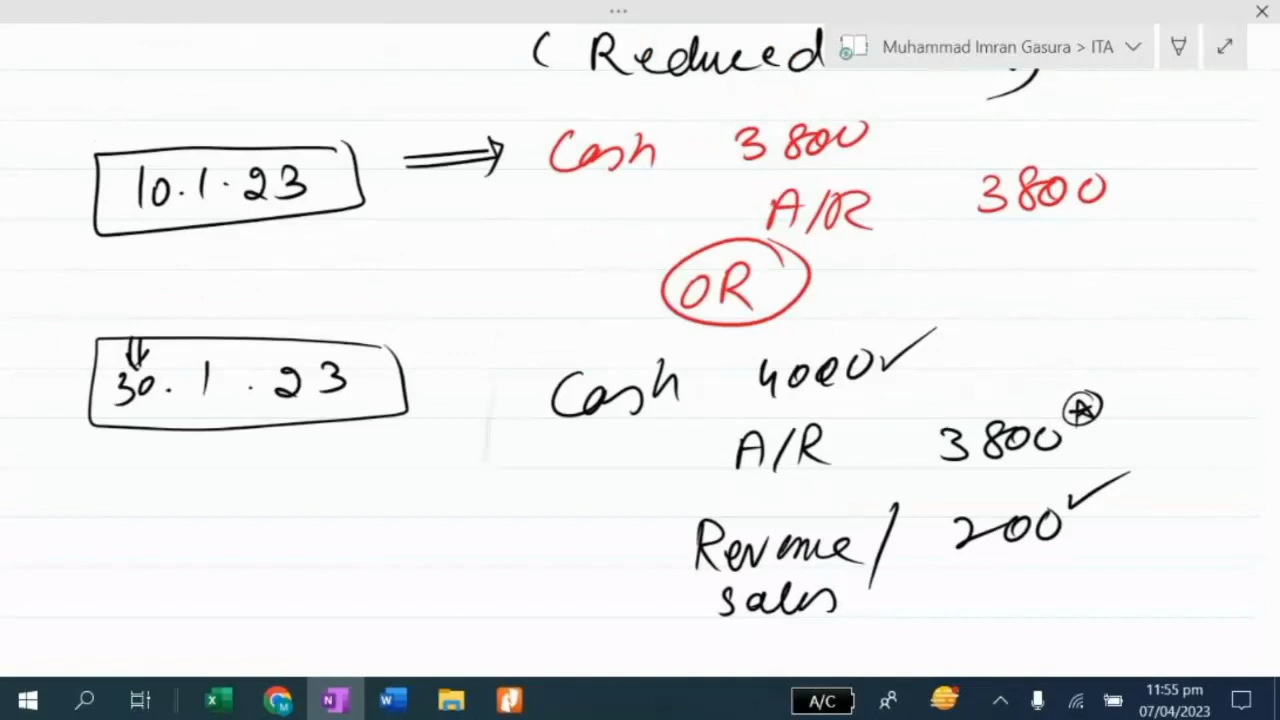 ( Reduced
Muhammad Imran Gasura > ITA
10.1.23 ⟹ Cash 3800
A/R 3800
OR
30.1.23 Cash 4000✓
A/R 3800
Revenue/ 200✓
sales
A/C
11:55 pm
07/04/2023